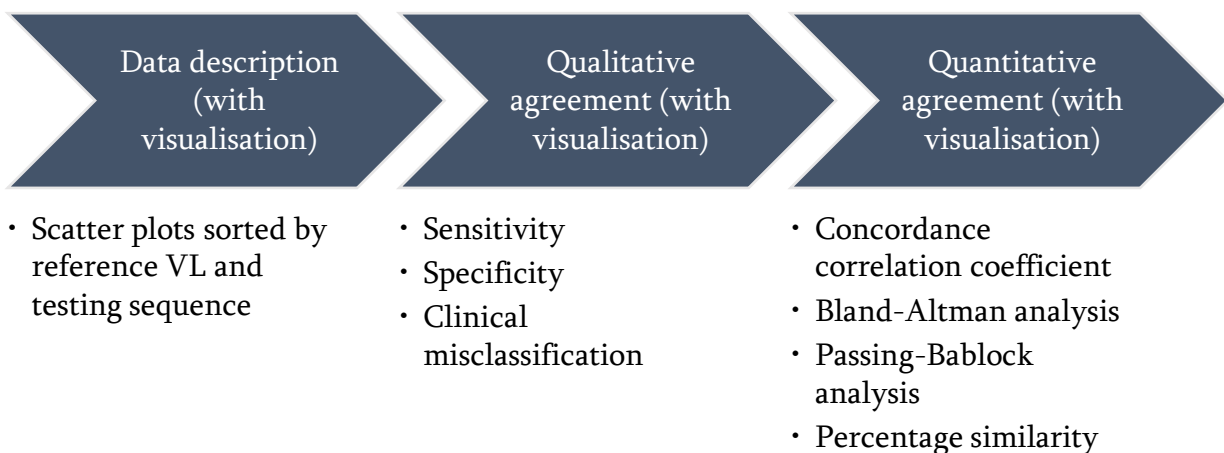 Data description
(with
visualisation)
Qualitative
agreement (with
visualisation)
Quantitative
agreement (with
visualisation)
· Scatter plots sorted by
reference VL and
testing sequence
· Sensitivity
· Specificity
· Clinical
misclassification
· Concordance
correlation coefficient
· Bland-Altman analysis
· Passing-Bablock
analysis
· Percentage similarity